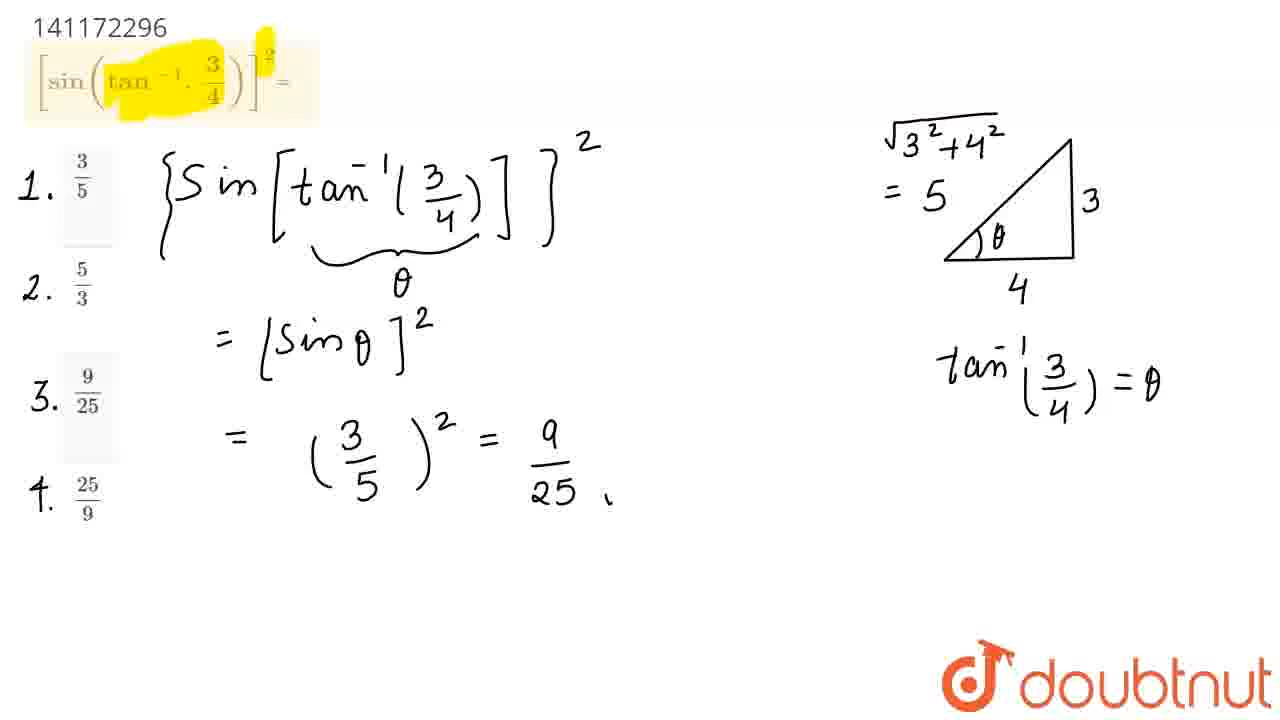 141172296
[sin(tan⁻¹. 3/4)]² =
1. 3/5
2. 5/3
3. 9/25
4. 25/9
{Sin[tan⁻¹(3/4)]}²
θ
= [Sin θ]²
= (3/5)² = 9/25
√3²+4²
= 5
3
θ
4
tan⁻¹(3/4) = θ
doubtnut